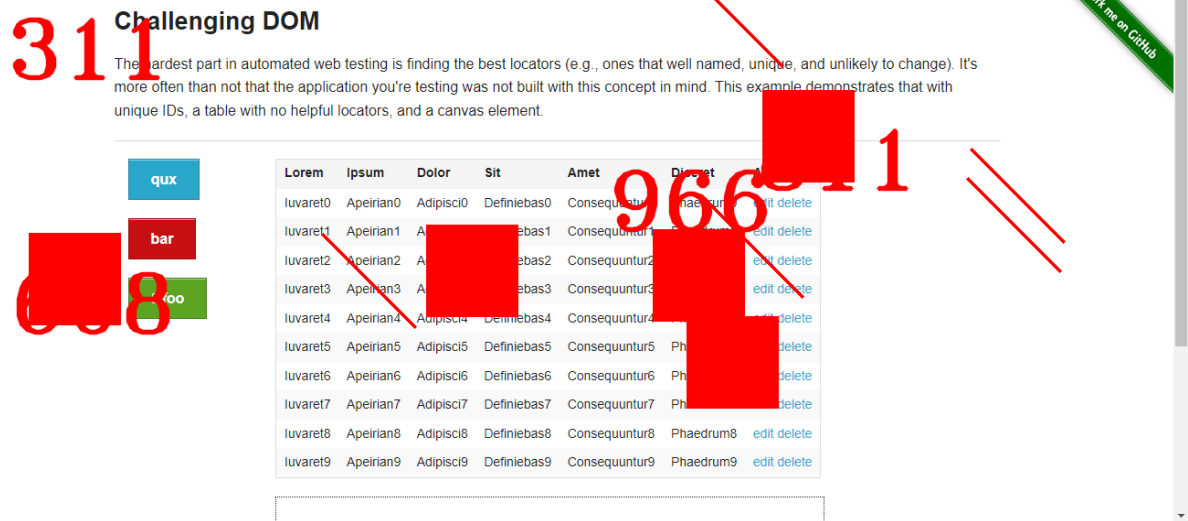 311
Challenging DOM
The hardest part in automated web testing is finding the best locators (e.g., ones that well named, unique, and unlikely to change). It's
more often than not that the application you're testing was not built with this concept in mind. This example demonstrates that with
unique IDs, a table with no helpful locators, and a canvas element.
me on GitHub
qux
bar
foo
966
Lorem Ipsum Dolor Sit Amet Diceret
Iuvaret0 Apeirian0 Adipisci0 Definiebas0 Consequuntur0 Phaedrum0 edit delete
Iuvaret1 Apeirian1 Consequuntur1 edit delete
Iuvaret2 Apeirian2 Consequuntur2 edit delete
Iuvaret3 Apeirian3 Consequuntur3 edit delete
Iuvaret4 Apeirian4 Adipisci4 Definiebas4 Consequuntur4 delete
Iuvaret5 Apeirian5 Adipisci5 Definiebas5 Consequuntur5 delete
Iuvaret6 Apeirian6 Adipisci6 Definiebas6 Consequuntur6 delete
Iuvaret7 Apeirian7 Adipisci7 Definiebas7 Consequuntur7 delete
Iuvaret8 Apeirian8 Adipisci8 Definiebas8 Consequuntur8 Phaedrum8 edit delete
Iuvaret9 Apeirian9 Adipisci9 Definiebas9 Consequuntur9 Phaedrum9 edit delete